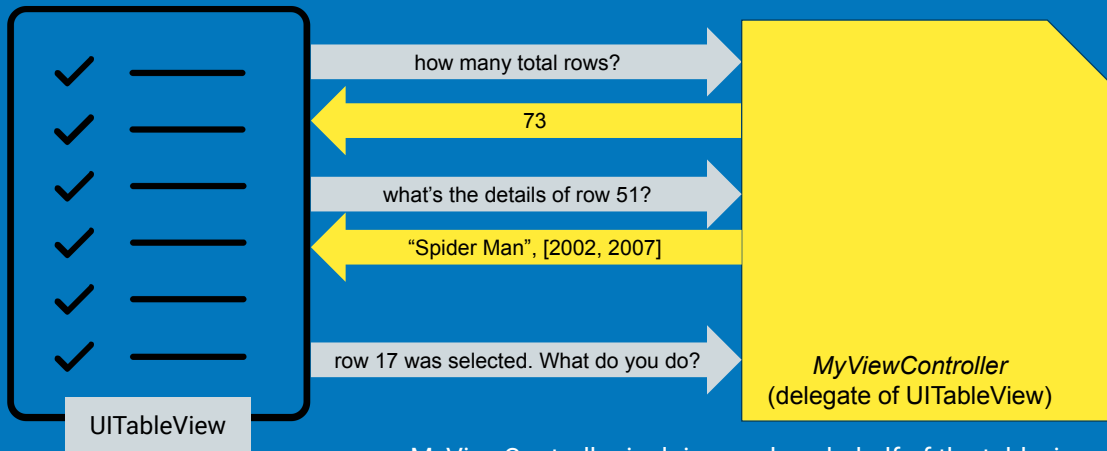 how many total rows?
73
what's the details of row 51?
“Spider Man”, [2002, 2007]
row 17 was selected. What do you do?
MyViewController
(delegate of UITableView)
UITableView